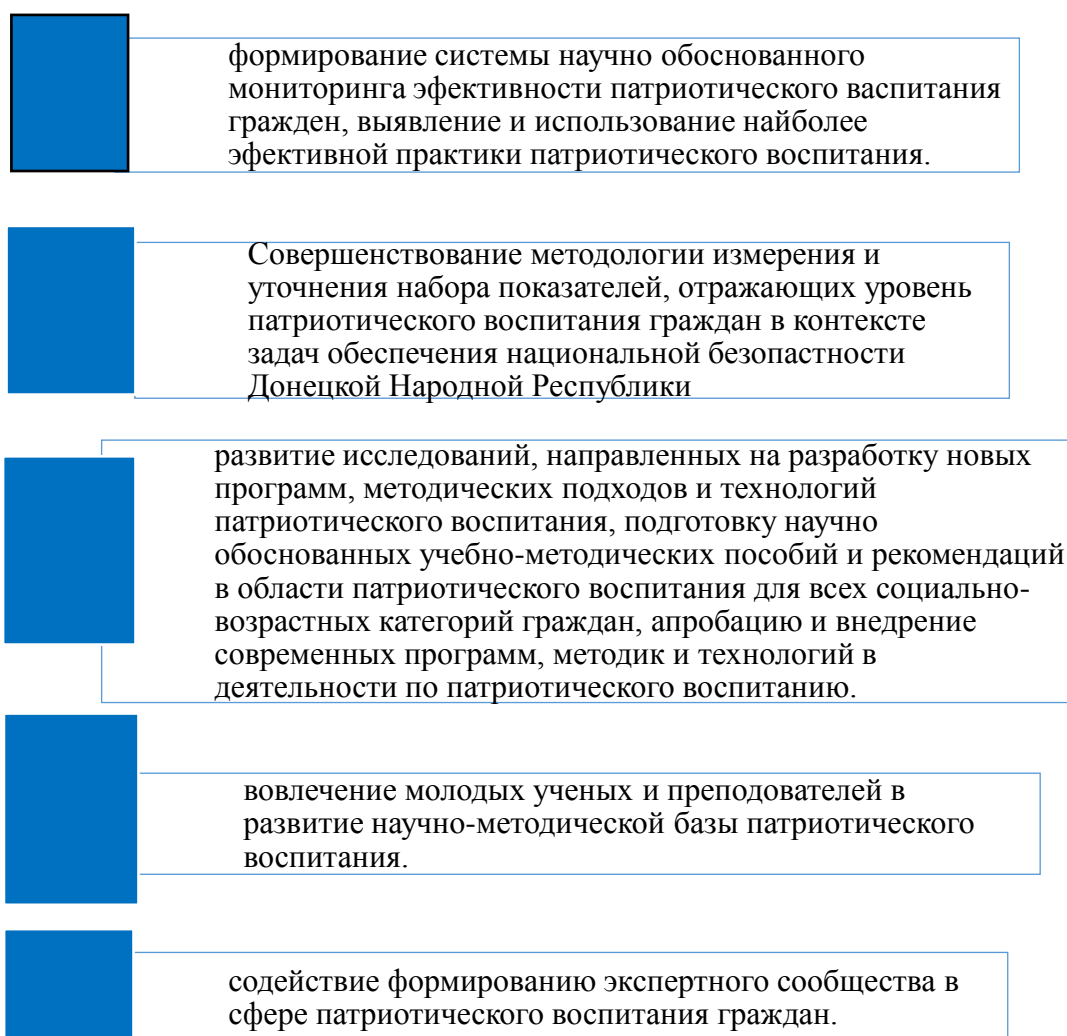 формирование системы научно обоснованного
мониторинга эфективности патриотического васпитания
гражден, выявление и использование найболее
эфективной практики патриотического воспитания.
Совершенствование методологии измерения и
уточнения набора показателей, отражающих уровень
патриотического воспитания граждан в контексте
задач обеспечения национальной безопастности
Донецкой Народной Республики
развитие исследований, направленных на разработку новых
программ, методических подходов и технологий
патриотического воспитания, подготовку научно
обоснованных учебно-методических пособий и рекомендаций
в области патриотического воспитания для всех социально-
возрастных категорий граждан, апробацию и внедрение
современных программ, методик и технологий в
деятельности по патриотического воспитанию.
вовлечение молодых ученых и преподователей в
развитие научно-методической базы патриотического
воспитания.
содействие формированию экспертного сообщества в
сфере патриотического воспитания граждан.